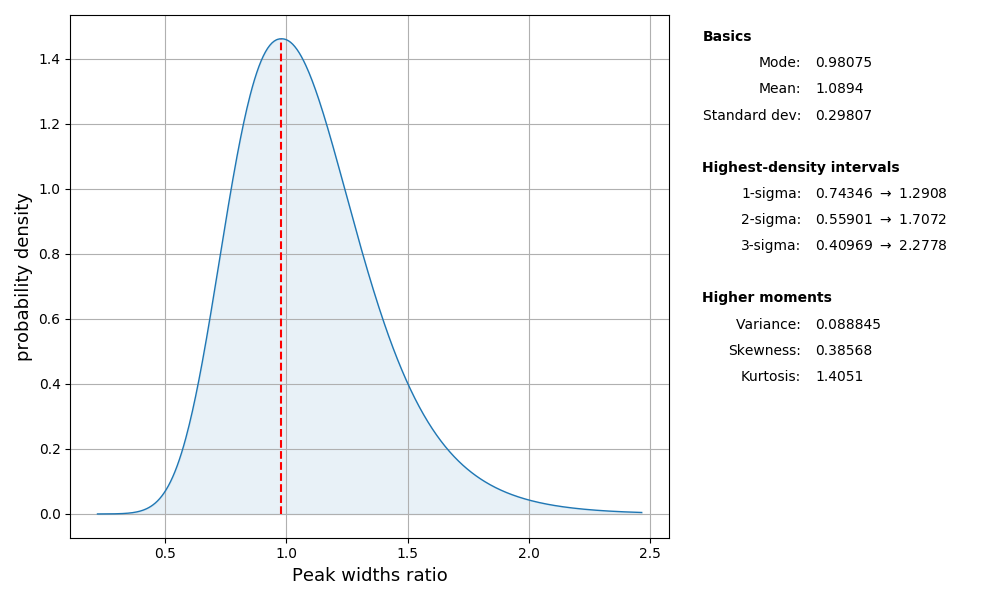 1.4
1.2
1.0
0.8
0.6
0.4
0.2
0.0
probability density
0.5 1.0 1.5 2.0 2.5
Peak widths ratio
Basics
Mode: 0.98075
Mean: 1.0894
Standard dev: 0.29807
Highest-density intervals
1-sigma: 0.74346 → 1.2908
2-sigma: 0.55901 → 1.7072
3-sigma: 0.40969 → 2.2778
Higher moments
Variance: 0.088845
Skewness: 0.38568
Kurtosis: 1.4051